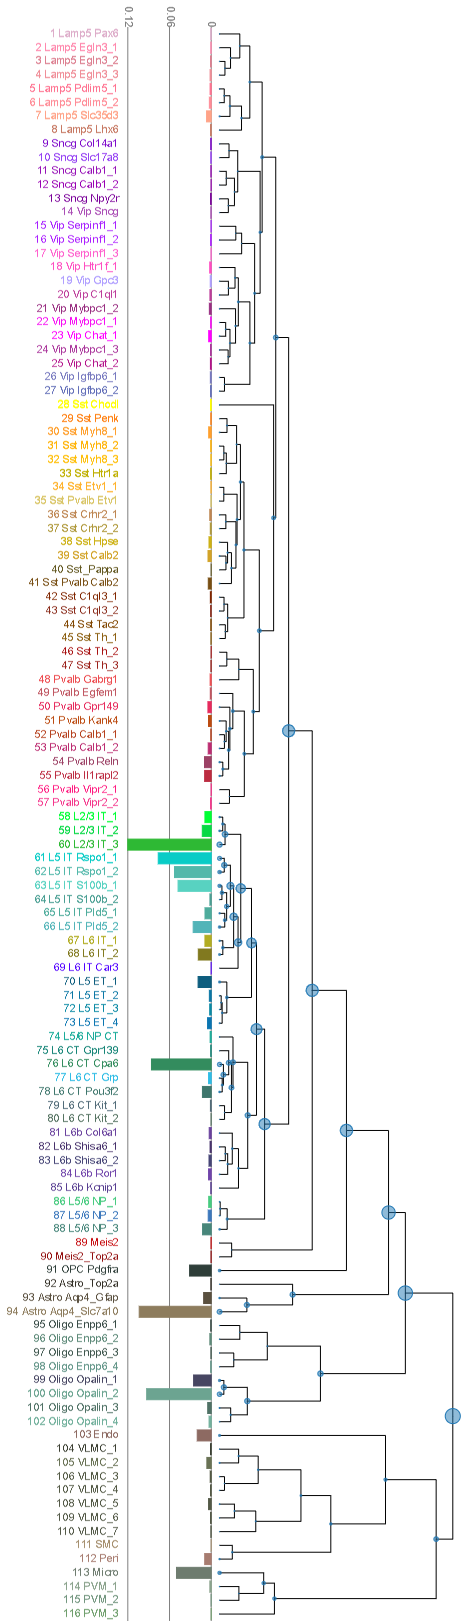 0.12
0.06
0
1 Lamp5 Pax6
2 Lamp5 Egln3_1
3 Lamp5 Egln3_2
4 Lamp5 Egln3_3
5 Lamp5 Pdlim5_1
6 Lamp5 Pdlim5_2
7 Lamp5 Slc35d3
8 Lamp5 Lhx6
9 Sncg Col14a1
10 Sncg Slc17a8
11 Sncg Calb1_1
12 Sncg Calb1_2
13 Sncg Npy2r
14 Vip Sncg
15 Vip Serpinf1_1
16 Vip Serpinf1_2
17 Vip Serpinf1_3
18 Vip Htr1f_1
19 Vip Gpc3
20 Vip C1ql1
21 Vip Mybpc1_2
22 Vip Mybpc1_1
23 Vip Chat_1
24 Vip Mybpc1_3
25 Vip Chat_2
26 Vip Igfbp6_1
27 Vip Igfbp6_2
28 Sst Chodl
29 Sst Penk
30 Sst Myh8_1
31 Sst Myh8_2
32 Sst Myh8_3
33 Sst Htr1a
34 Sst Etv1_1
35 Sst Pvalb Etv1
36 Sst Crhr2_1
37 Sst Crhr2_2
38 Sst Hpse
39 Sst Calb2
40 Sst_Pappa
41 Sst Pvalb Calb2
42 Sst C1ql3_1
43 Sst C1ql3_2
44 Sst Tac2
45 Sst Th_1
46 Sst Th_2
47 Sst Th_3
48 Pvalb Gabrg1
49 Pvalb Egfem1
50 Pvalb Gpr149
51 Pvalb Kank4
52 Pvalb Calb1_1
53 Pvalb Calb1_2
54 Pvalb Reln
55 Pvalb Il1rapl2
56 Pvalb Vipr2_1
57 Pvalb Vipr2_2
58 L2/3 IT_1
59 L2/3 IT_2
60 L2/3 IT_3
61 L5 IT Rspo1_1
62 L5 IT Rspo1_2
63 L5 IT S100b_1
64 L5 IT S100b_2
65 L5 IT Pld5_1
66 L5 IT Pld5_2
67 L6 IT_1
68 L6 IT_2
69 L6 IT Car3
70 L5 ET_1
71 L5 ET_2
72 L5 ET_3
73 L5 ET_4
74 L5/6 NP CT
75 L6 CT Gpr139
76 L6 CT Cpa6
77 L6 CT Grp
78 L6 CT Pou3f2
79 L6 CT Kit_1
80 L6 CT Kit_2
81 L6b Col6a1
82 L6b Shisa6_1
83 L6b Shisa6_2
84 L6b Ror1
85 L6b Kcnip1
86 L5/6 NP_1
87 L5/6 NP_2
88 L5/6 NP_3
89 Meis2
90 Meis2_Top2a
91 OPC Pdgfra
92 Astro_Top2a
93 Astro Aqp4_Gfap
94 Astro Aqp4_Slc7a10
95 Oligo Enpp6_1
96 Oligo Enpp6_2
97 Oligo Enpp6_3
98 Oligo Enpp6_4
99 Oligo Opalin_1
100 Oligo Opalin_2
101 Oligo Opalin_3
102 Oligo Opalin_4
103 Endo
104 VLMC_1
105 VLMC_2
106 VLMC_3
107 VLMC_4
108 VLMC_5
109 VLMC_6
110 VLMC_7
111 SMC
112 Peri
113 Micro
114 PVM_1
115 PVM_2
116 PVM_3